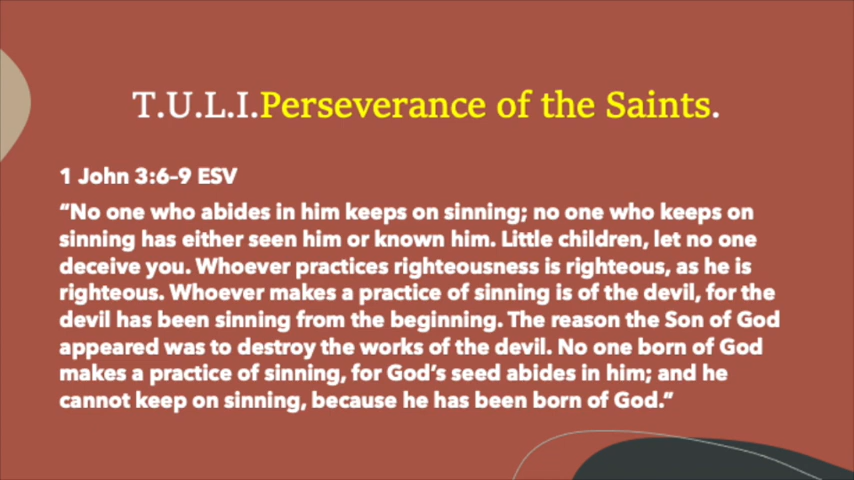 T.U.L.I.Perseverance of the Saints.
1 John 3:6-9 ESV
“No one who abides in him keeps on sinning; no one who keeps on
sinning has either seen him or known him. Little children, let no one
deceive you. Whoever practices righteousness is righteous, as he is
righteous. Whoever makes a practice of sinning is of the devil, for the
devil has been sinning from the beginning. The reason the Son of God
appeared was to destroy the works of the devil. No one born of God
makes a practice of sinning, for God’s seed abides in him; and he
cannot keep on sinning, because he has been born of God.”